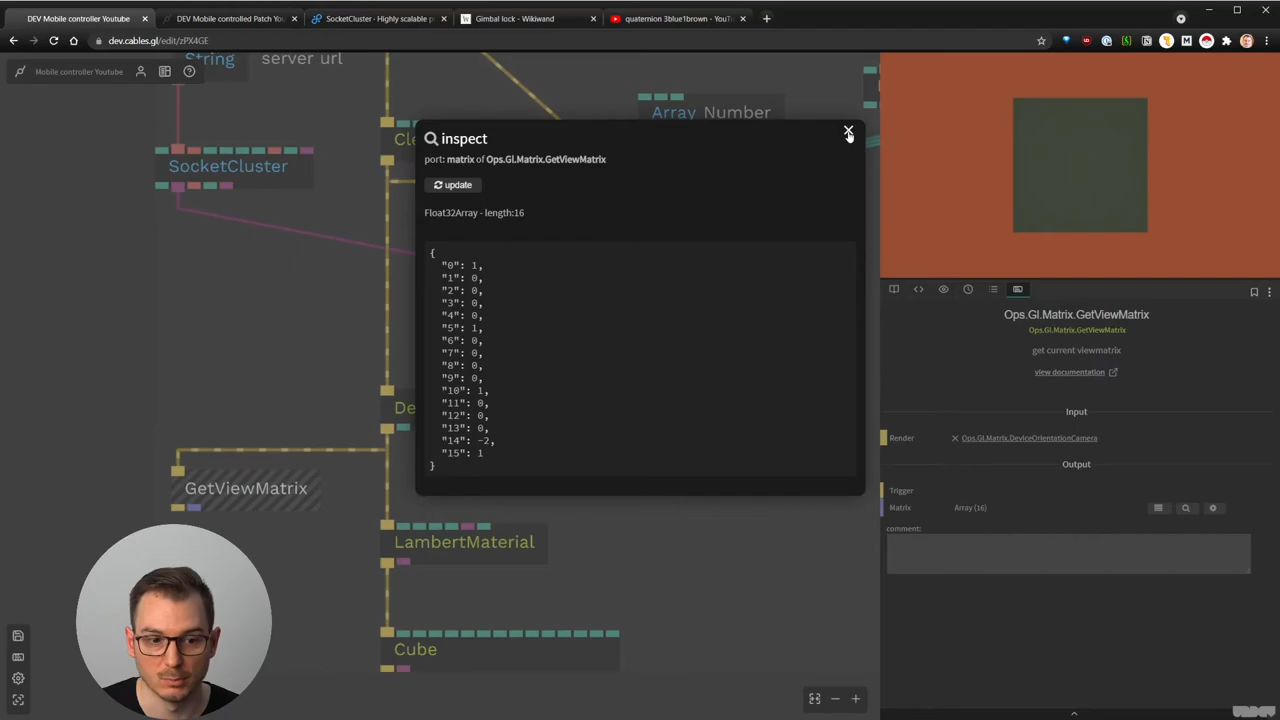 DEV Mobile controller Youtube
DEV Mobile controlled Patch You
SocketCluster - Highly scalable p
Gimbal lock - Wikiwand
quaternion 3blue1brown - YouT
dev.cables.gl/edit/zPX4GE
Mobile controller Youtube
String
server url
SocketCluster
Cle
Array Number
inspect
port: matrix of Ops.Gl.Matrix.GetViewMatrix
update
Float32Array - length:16
{
"0": 1,
"1": 0,
"2": 0,
"3": 0,
"4": 0,
"5": 1,
"6": 0,
"7": 0,
"8": 0,
"9": 0,
"10": 1,
"11": 0,
"12": 0,
"13": 0,
"14": -2,
"15": 1
}
De
GetViewMatrix
LambertMaterial
Cube
Ops.Gl.Matrix.GetViewMatrix
Ops.Gl.Matrix.GetViewMatrix
get current viewmatrix
view documentation
Input
Render
Ops.Gl.Matrix.DeviceOrientationCamera
Output
Trigger
Matrix
Array (16)
comment: